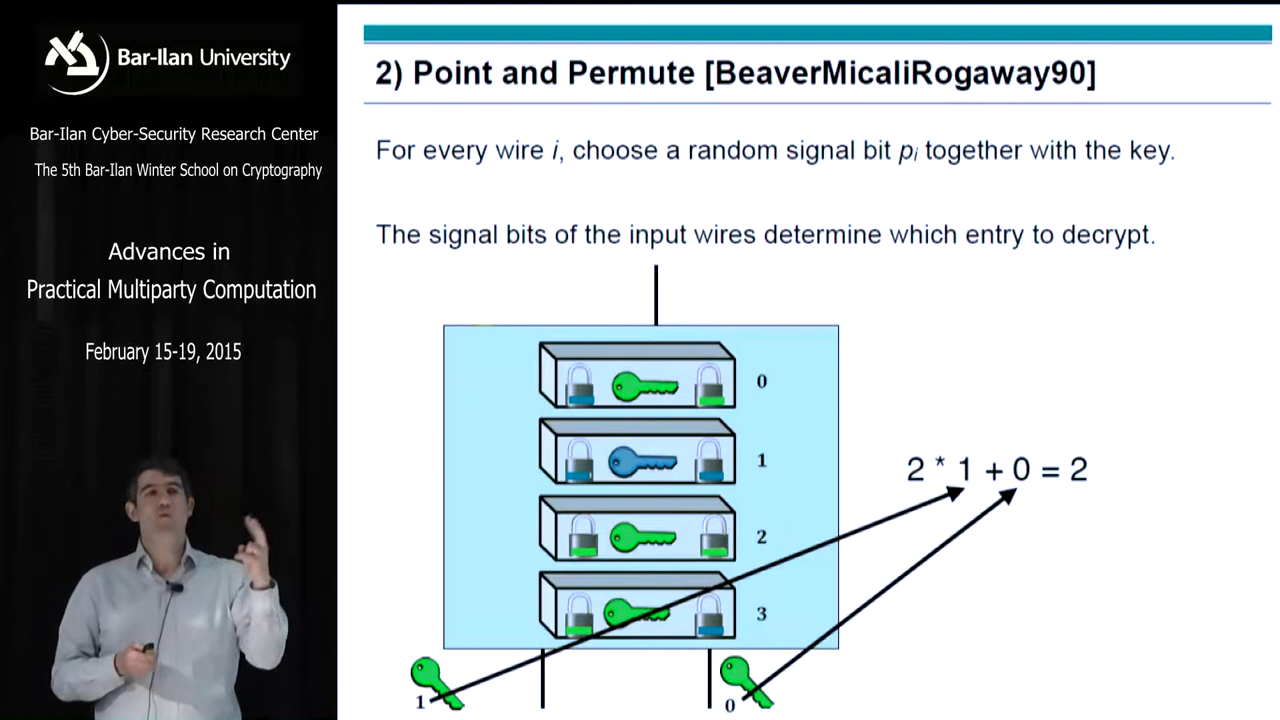 Bar-Ilan University
Bar-Ilan Cyber-Security Research Center
The 5th Bar-Ilan Winter School on Cryptography
Advances in
Practical Multiparty Computation
February 15-19, 2015
2) Point and Permute [BeaverMicaliRogaway90]
For every wire i, choose a random signal bit pi together with the key.
The signal bits of the input wires determine which entry to decrypt.
0
1
2
3
2 * 1 + 0 = 2
1
0